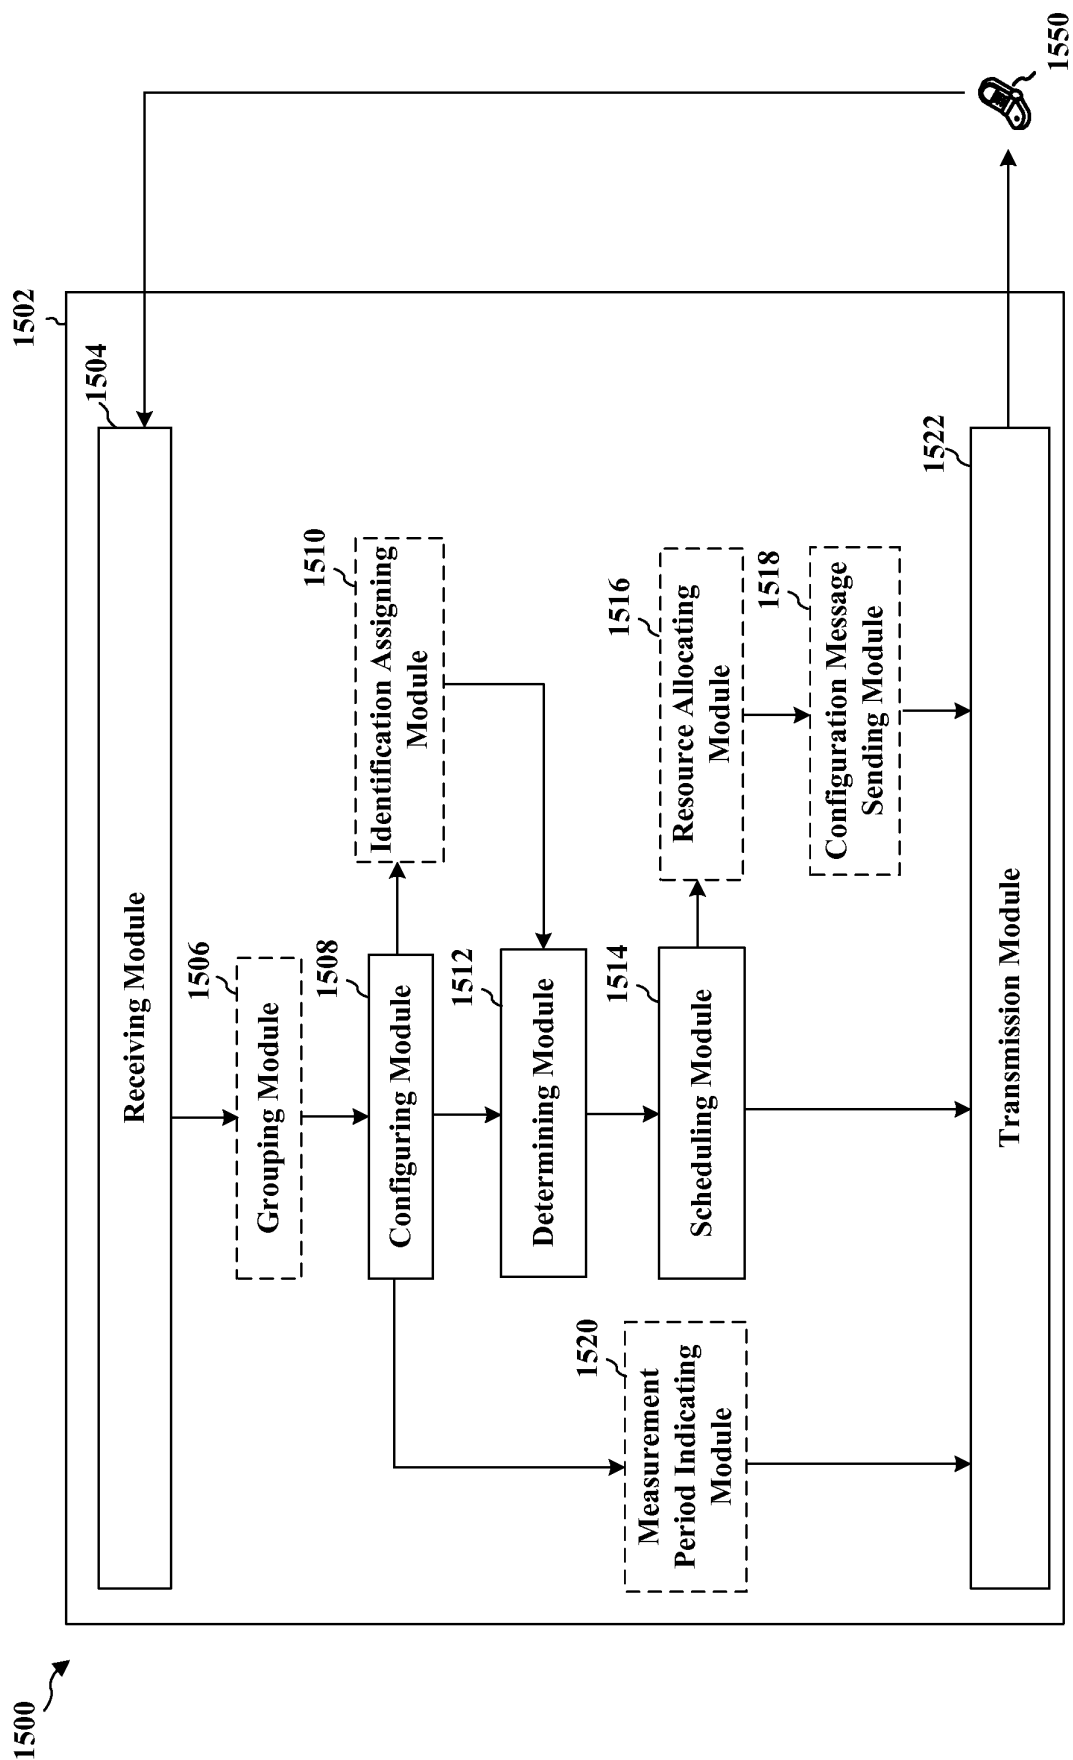 1500
1502
1504
Receiving Module
1506
Grouping Module
1508
Configuring Module
1510
Identification Assigning
Module
1512
Determining Module
1514
Scheduling Module
1516
Resource Allocating
Module
1518
Configuration Message
Sending Module
1520
Measurement
Period Indicating
Module
1522
Transmission Module
1550